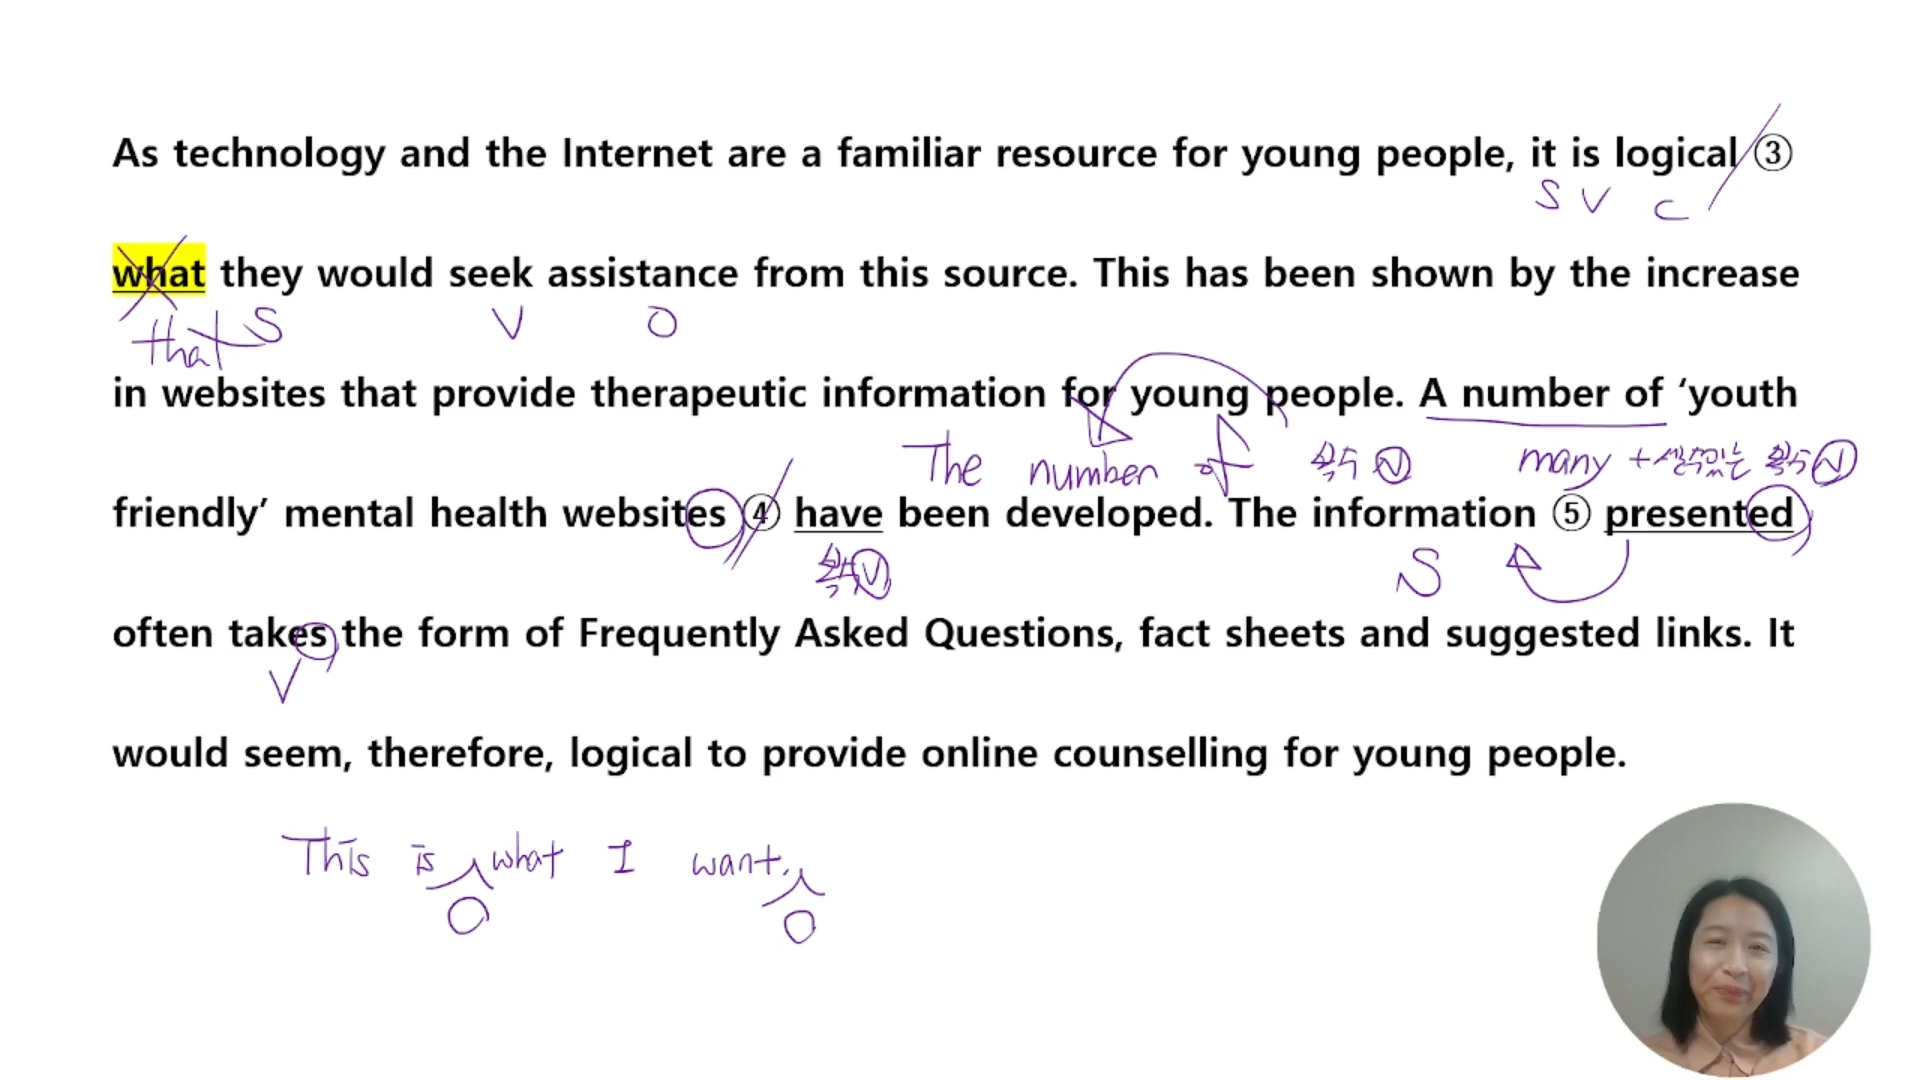 As technology and the Internet are a familiar resource for young people, it is logical ③
S V C
what they would seek assistance from this source. This has been shown by the increase
that S V O
in websites that provide therapeutic information for young people. A number of ‘youth
The number of 복수 N many + 셀수있는 복수 N
friendly’ mental health websites ④ have been developed. The information ⑤ presented
복수 V S
often takes the form of Frequently Asked Questions, fact sheets and suggested links. It
V
would seem, therefore, logical to provide online counselling for young people.
This is what I want.
O O